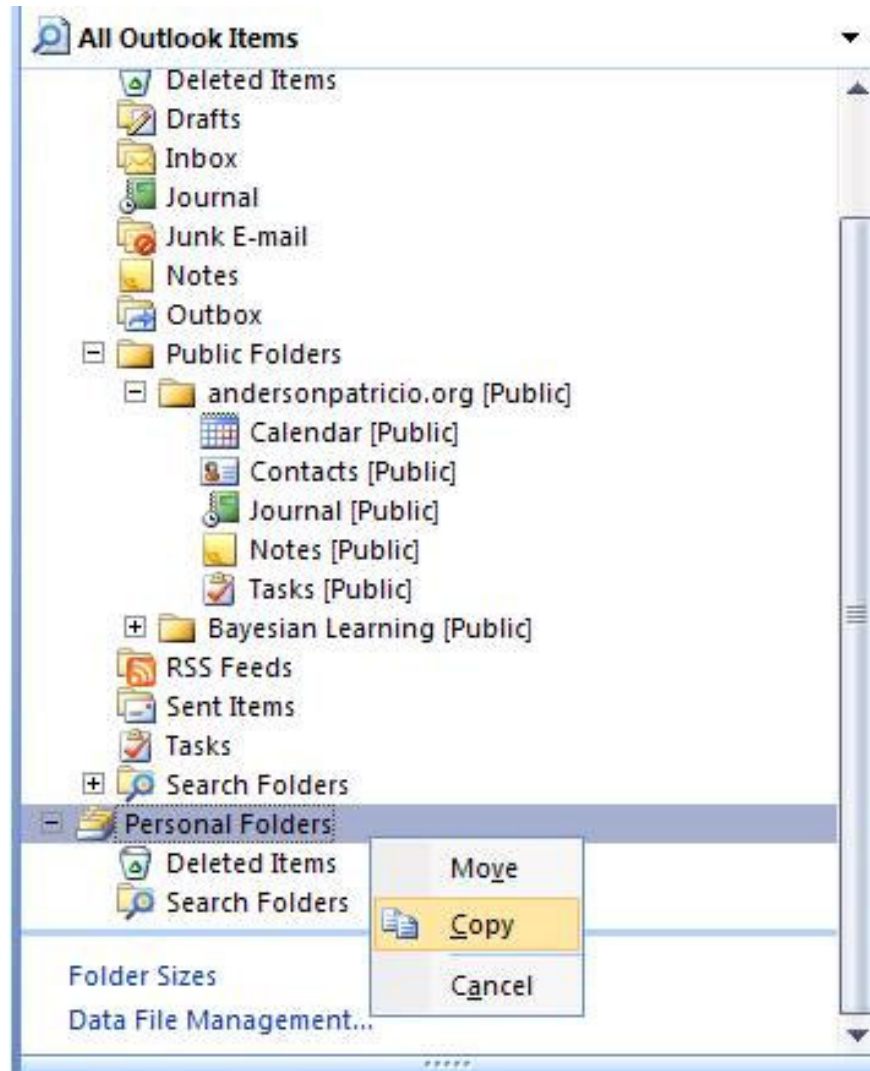 All Outlook Items
Deleted Items
Drafts
Inbox
Journal
Junk E-mail
Notes
Outbox
Public Folders
andersonpatricio.org [Public]
Calendar [Public]
Contacts [Public]
Journal [Public]
Notes [Public]
Tasks [Public]
Bayesian Learning [Public]
RSS Feeds
Sent Items
Tasks
Search Folders
Personal Folders
Deleted Items
Search Folders
Move
Copy
Cancel
Folder Sizes
Data File Management...